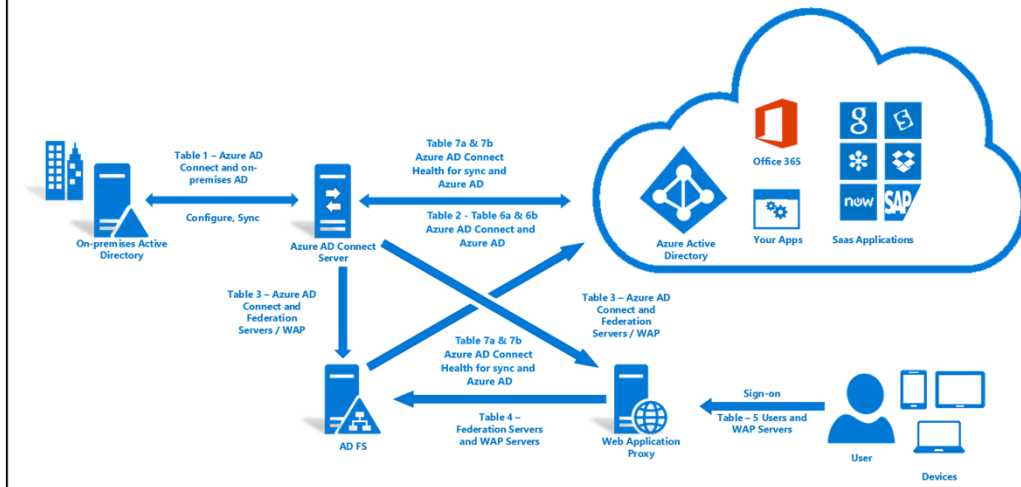 Table 1 – Azure AD
Connect and on-
premises AD
Configure, Sync
On-premises Active
Directory
Azure AD Connect
Server
Table 7a & 7b
Azure AD Connect
Health for sync and
Azure AD
Table 2 - Table 6a & 6b
Azure AD Connect and
Azure AD
Office 365
Your Apps
g
S
now
SAP
Saas Applications
Azure Active
Directory
Table 3 – Azure AD
Connect and
Federation
Servers / WAP
Table 3 – Azure AD
Connect and
Federation
Servers / WAP
Table 7a & 7b
Azure AD Connect
Health for sync and
Azure AD
Table 4 –
Federation Servers
and WAP Servers
AD FS
Web Application
Proxy
Sign-on
Table – 5 Users and
WAP Servers
User
Devices